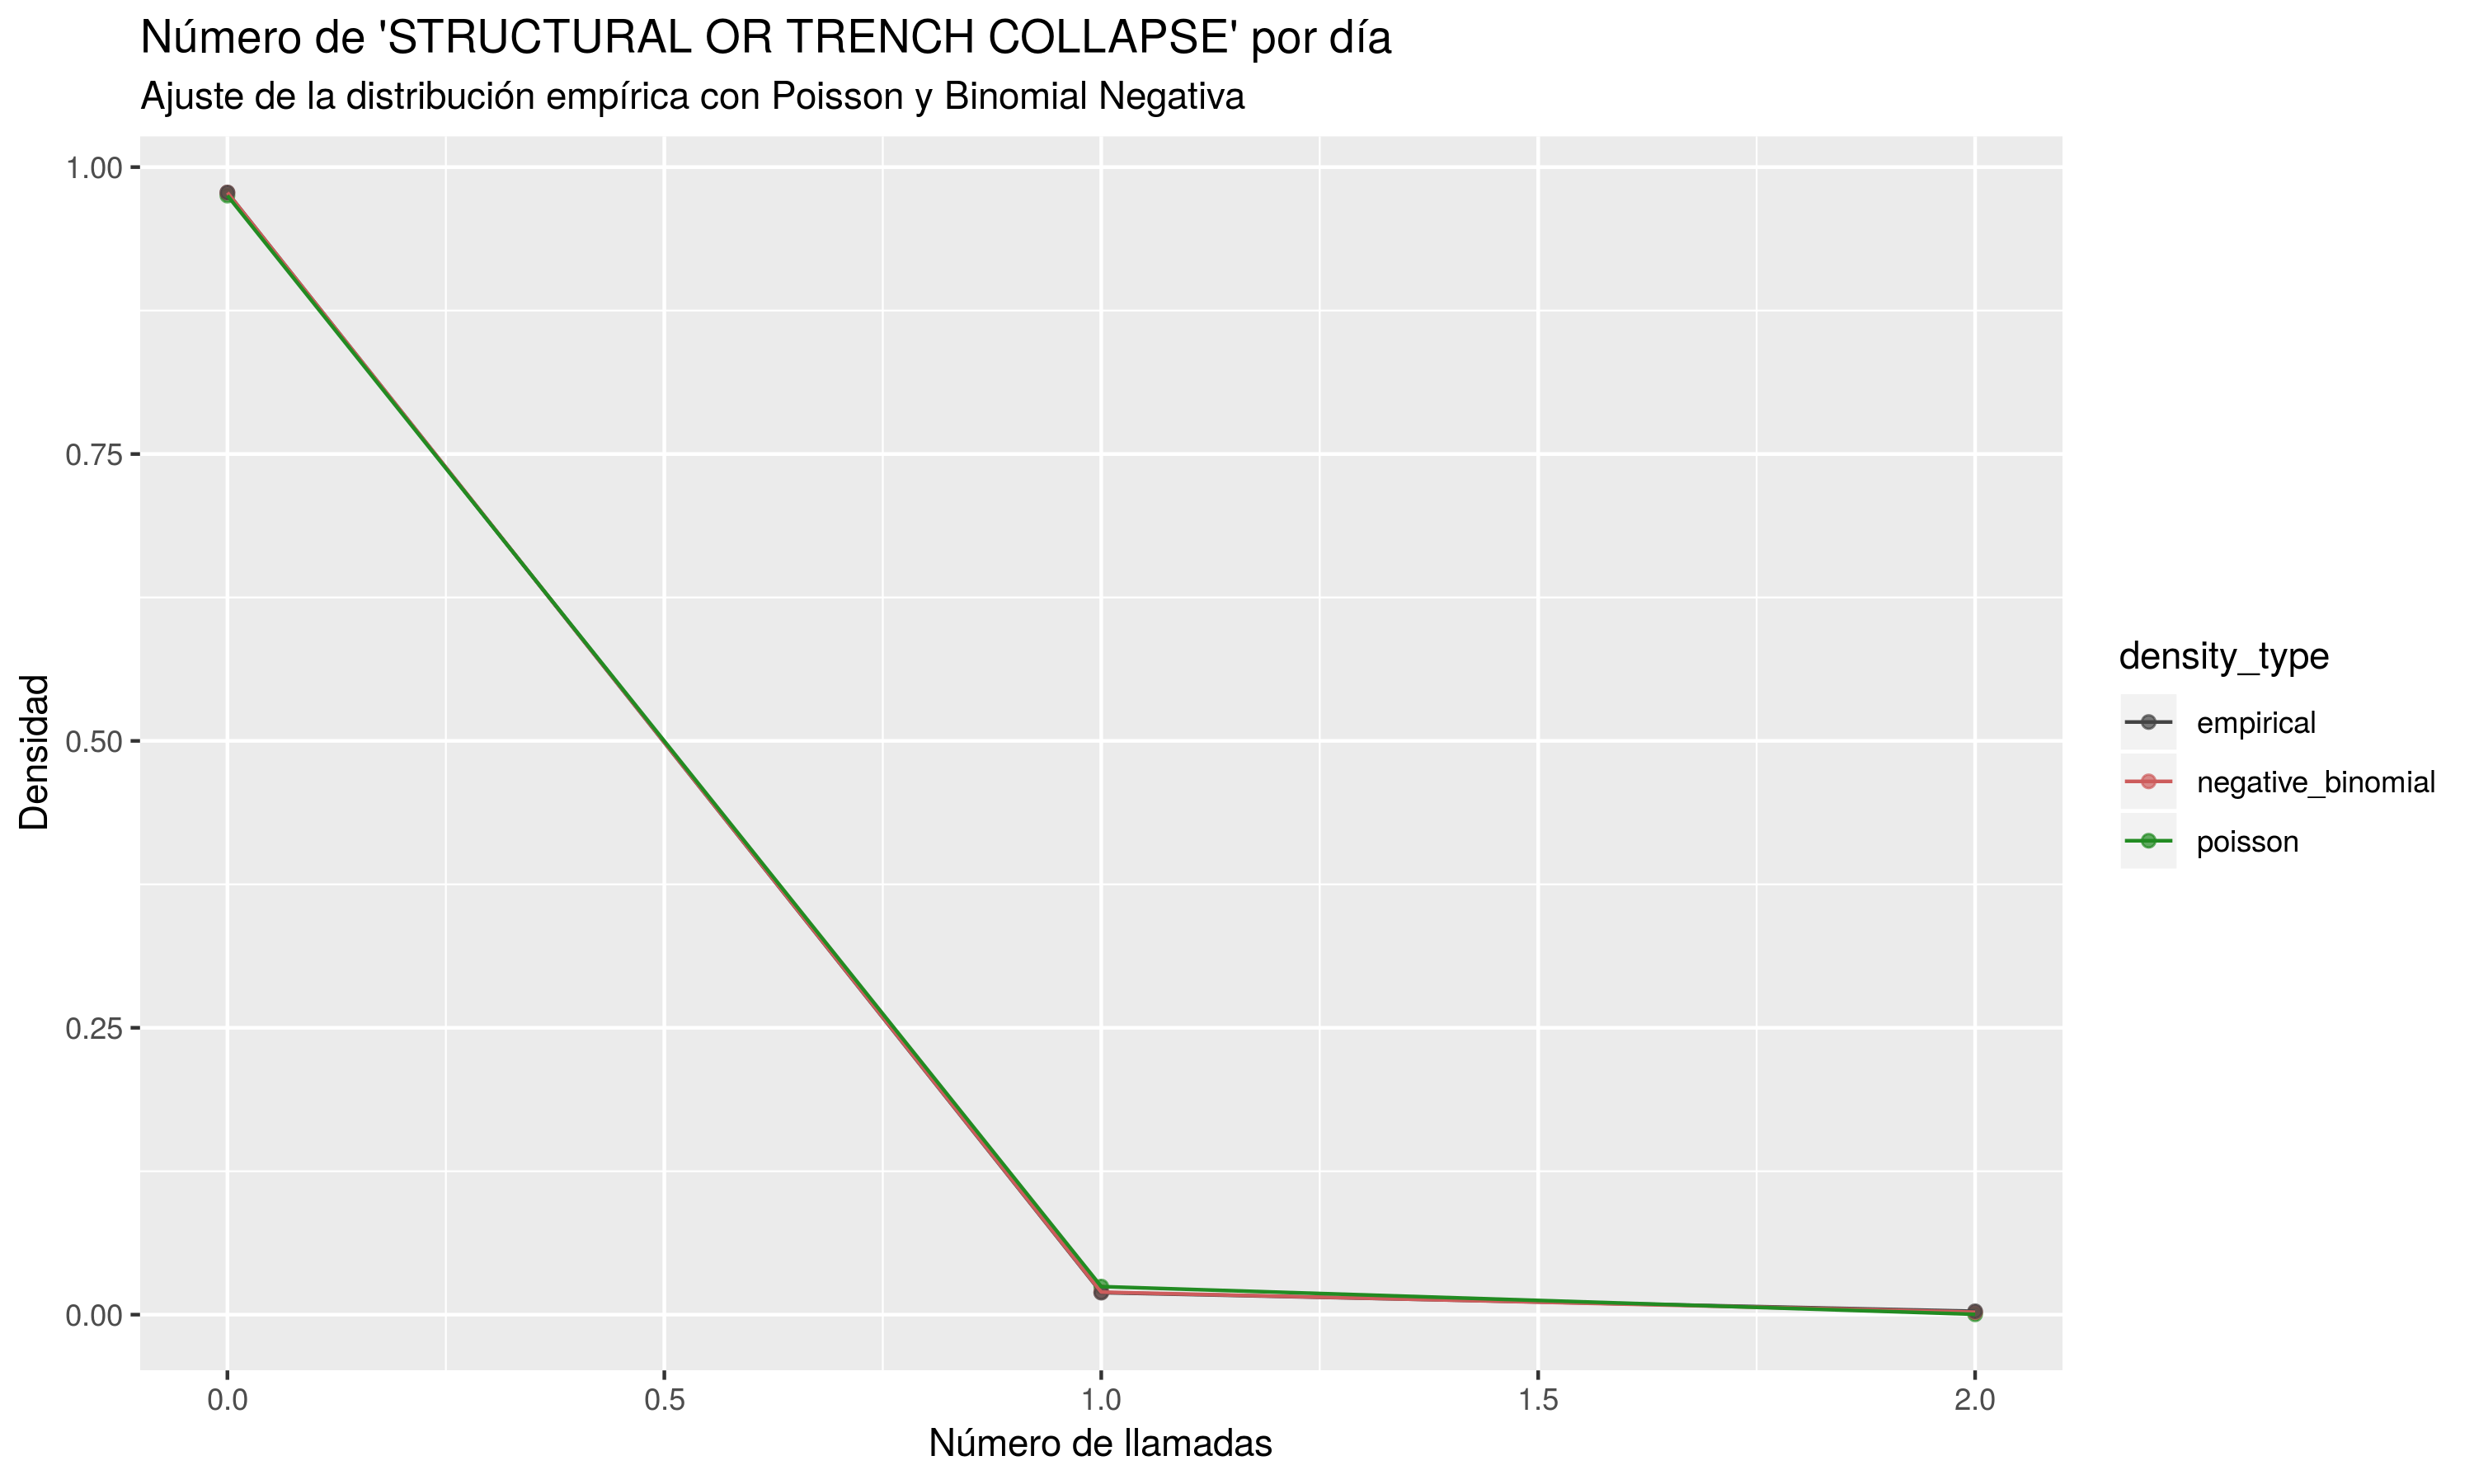 Número de 'STRUCTURAL OR TRENCH COLLAPSE' por día
Ajuste de la distribución empírica con Poisson y Binomial Negativa
1.00
0.75
0.50
0.25
0.00
Densidad
0.0 0.5 1.0 1.5 2.0
Número de llamadas
density_type
empirical
negative_binomial
poisson